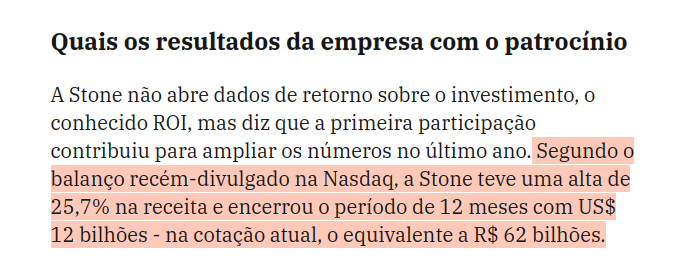 Quais os resultados da empresa com o patrocínio
A Stone não abre dados de retorno sobre o investimento, o
conhecido ROI, mas diz que a primeira participação
contribuiu para ampliar os números no último ano. Segundo o
balanço recém-divulgado na Nasdaq, a Stone teve uma alta de
25,7% na receita e encerrou o período de 12 meses com US$
12 bilhões - na cotação atual, o equivalente a R$ 62 bilhões.